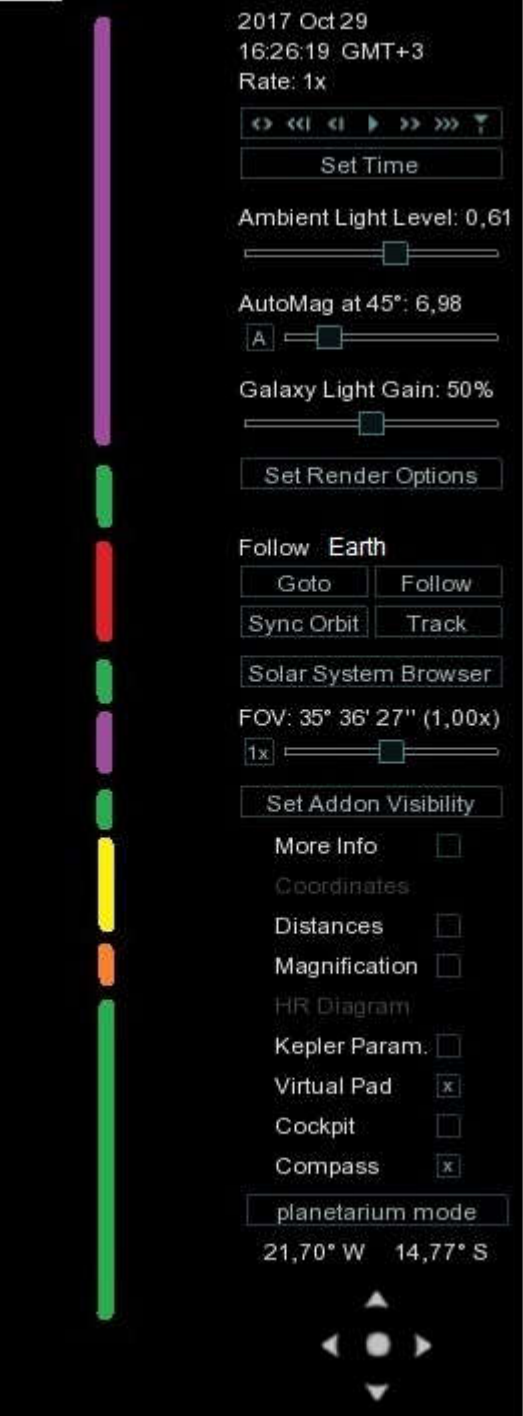 2017 Oct 29
16:26:19 GMT+3
Rate: 1x
Set Time
Ambient Light Level: 0,61
AutoMag at 45°: 6,98
A
Galaxy Light Gain: 50%
Set Render Options
Follow Earth
Goto Follow
Sync Orbit Track
Solar System Browser
FOV: 35° 36' 27'' (1,00x)
1x
Set Addon Visibility
More Info
Coordinates
Distances
Magnification
HR Diagram
Kepler Param.
Virtual Pad x
Cockpit
Compass x
planetarium mode
21,70° W 14,77° S